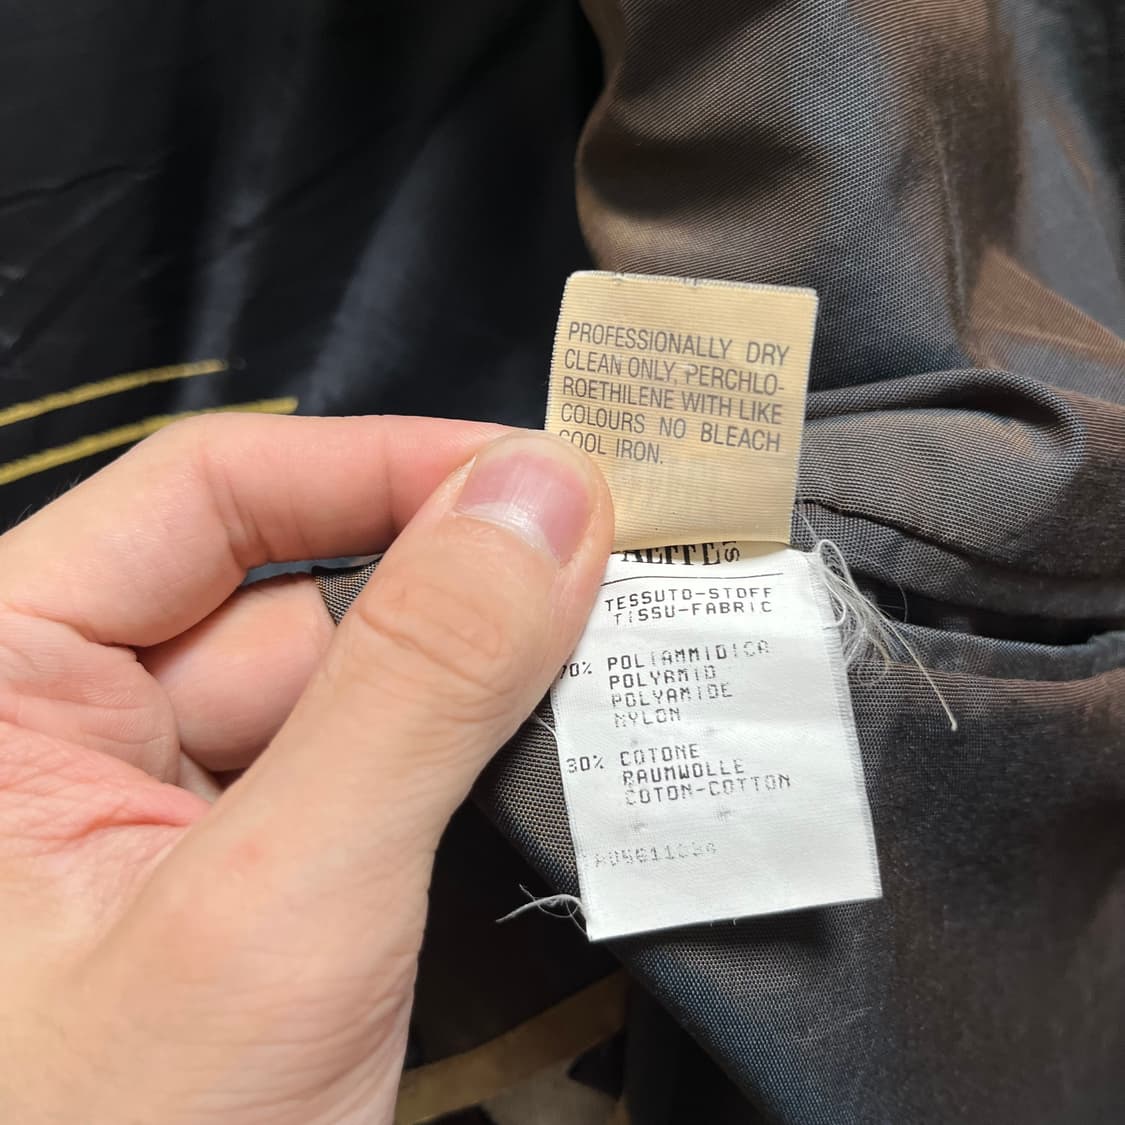 PROFESSIONALLY DRY
CLEAN ONLY, PERCHLO-
ROETHILENE WITH LIKE
COLOURS NO BLEACH
COOL IRON.
TESSUTO-STOFF
TISSU-FABRIC
70% POLIAMMIDICA
POLYAMID
POLYAMIDE
NYLON
30% COTONE
BAUMWOLLE
COTON-COTTON